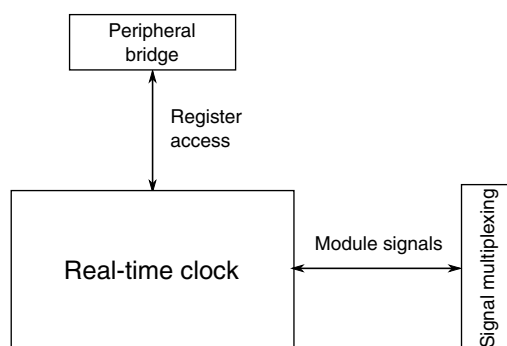 Peripheral
bridge
Register
access
Real-time clock
Module signals
Signal multiplexing